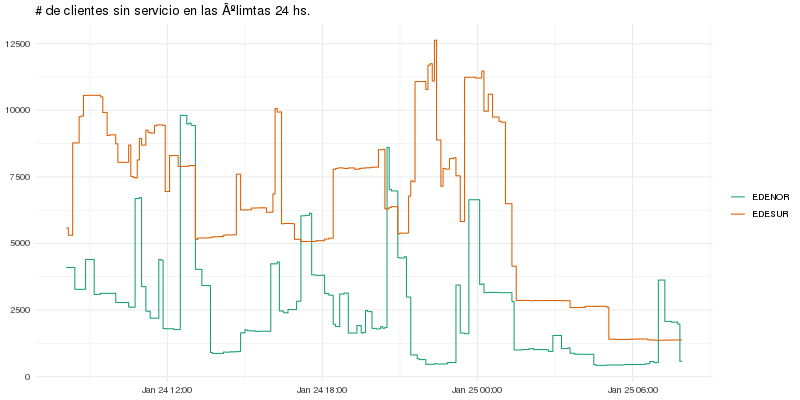 # de clientes sin servicio en las Ãºlimtas 24 hs.
12500
10000
7500
5000
2500
0
Jan 24 12:00
Jan 24 18:00
Jan 25 00:00
Jan 25 06:00
EDENOR
EDESUR